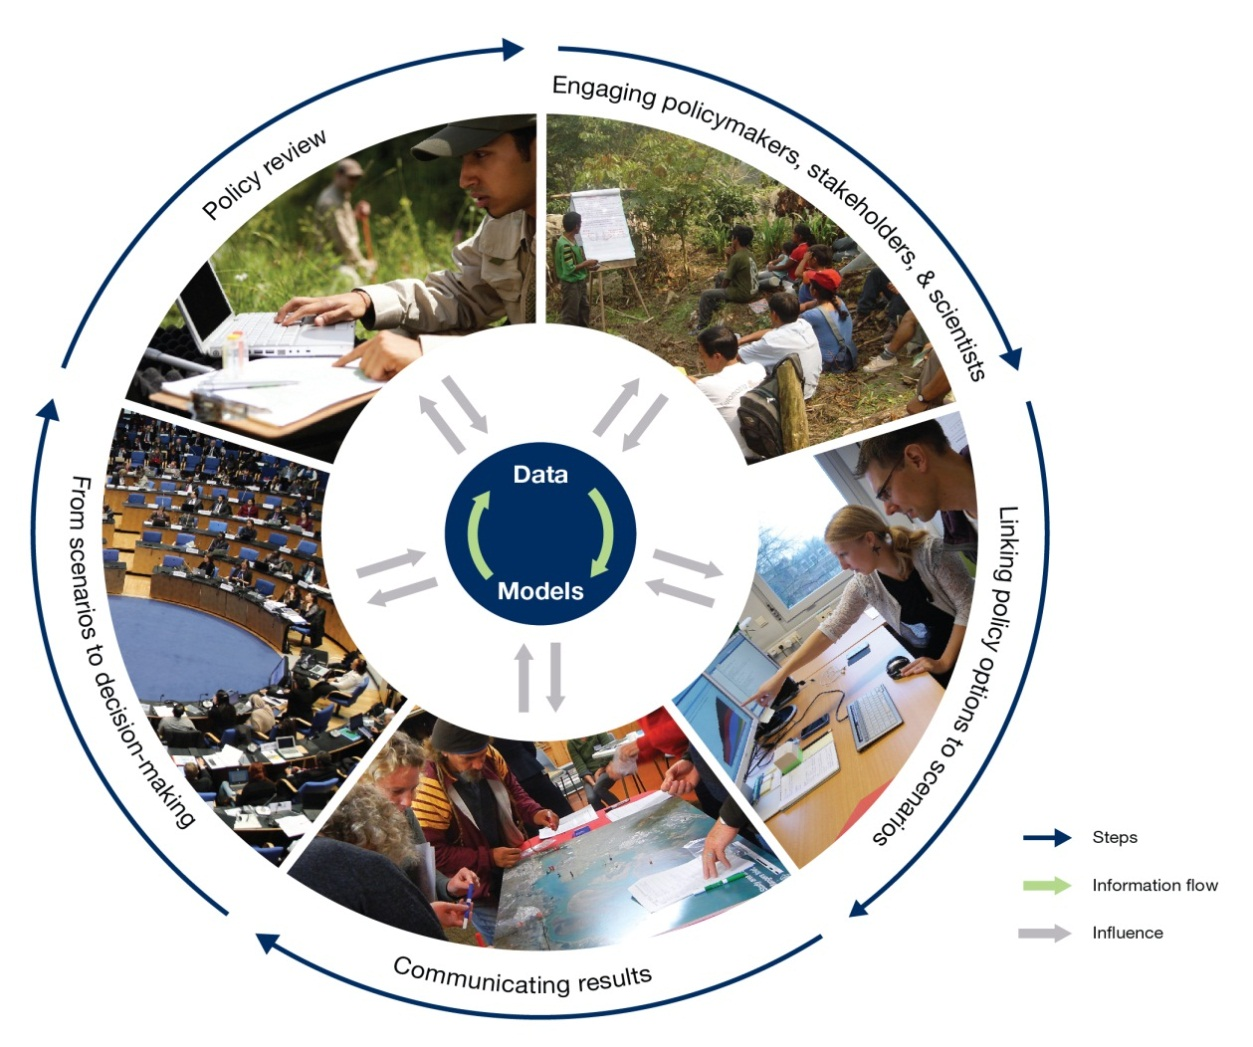 Policy review
Engaging policymakers, stakeholders, & scientists
Linking policy options to scenarios
Communicating results
From scenarios to decision-making
Data
Models
Steps
Information flow
Influence